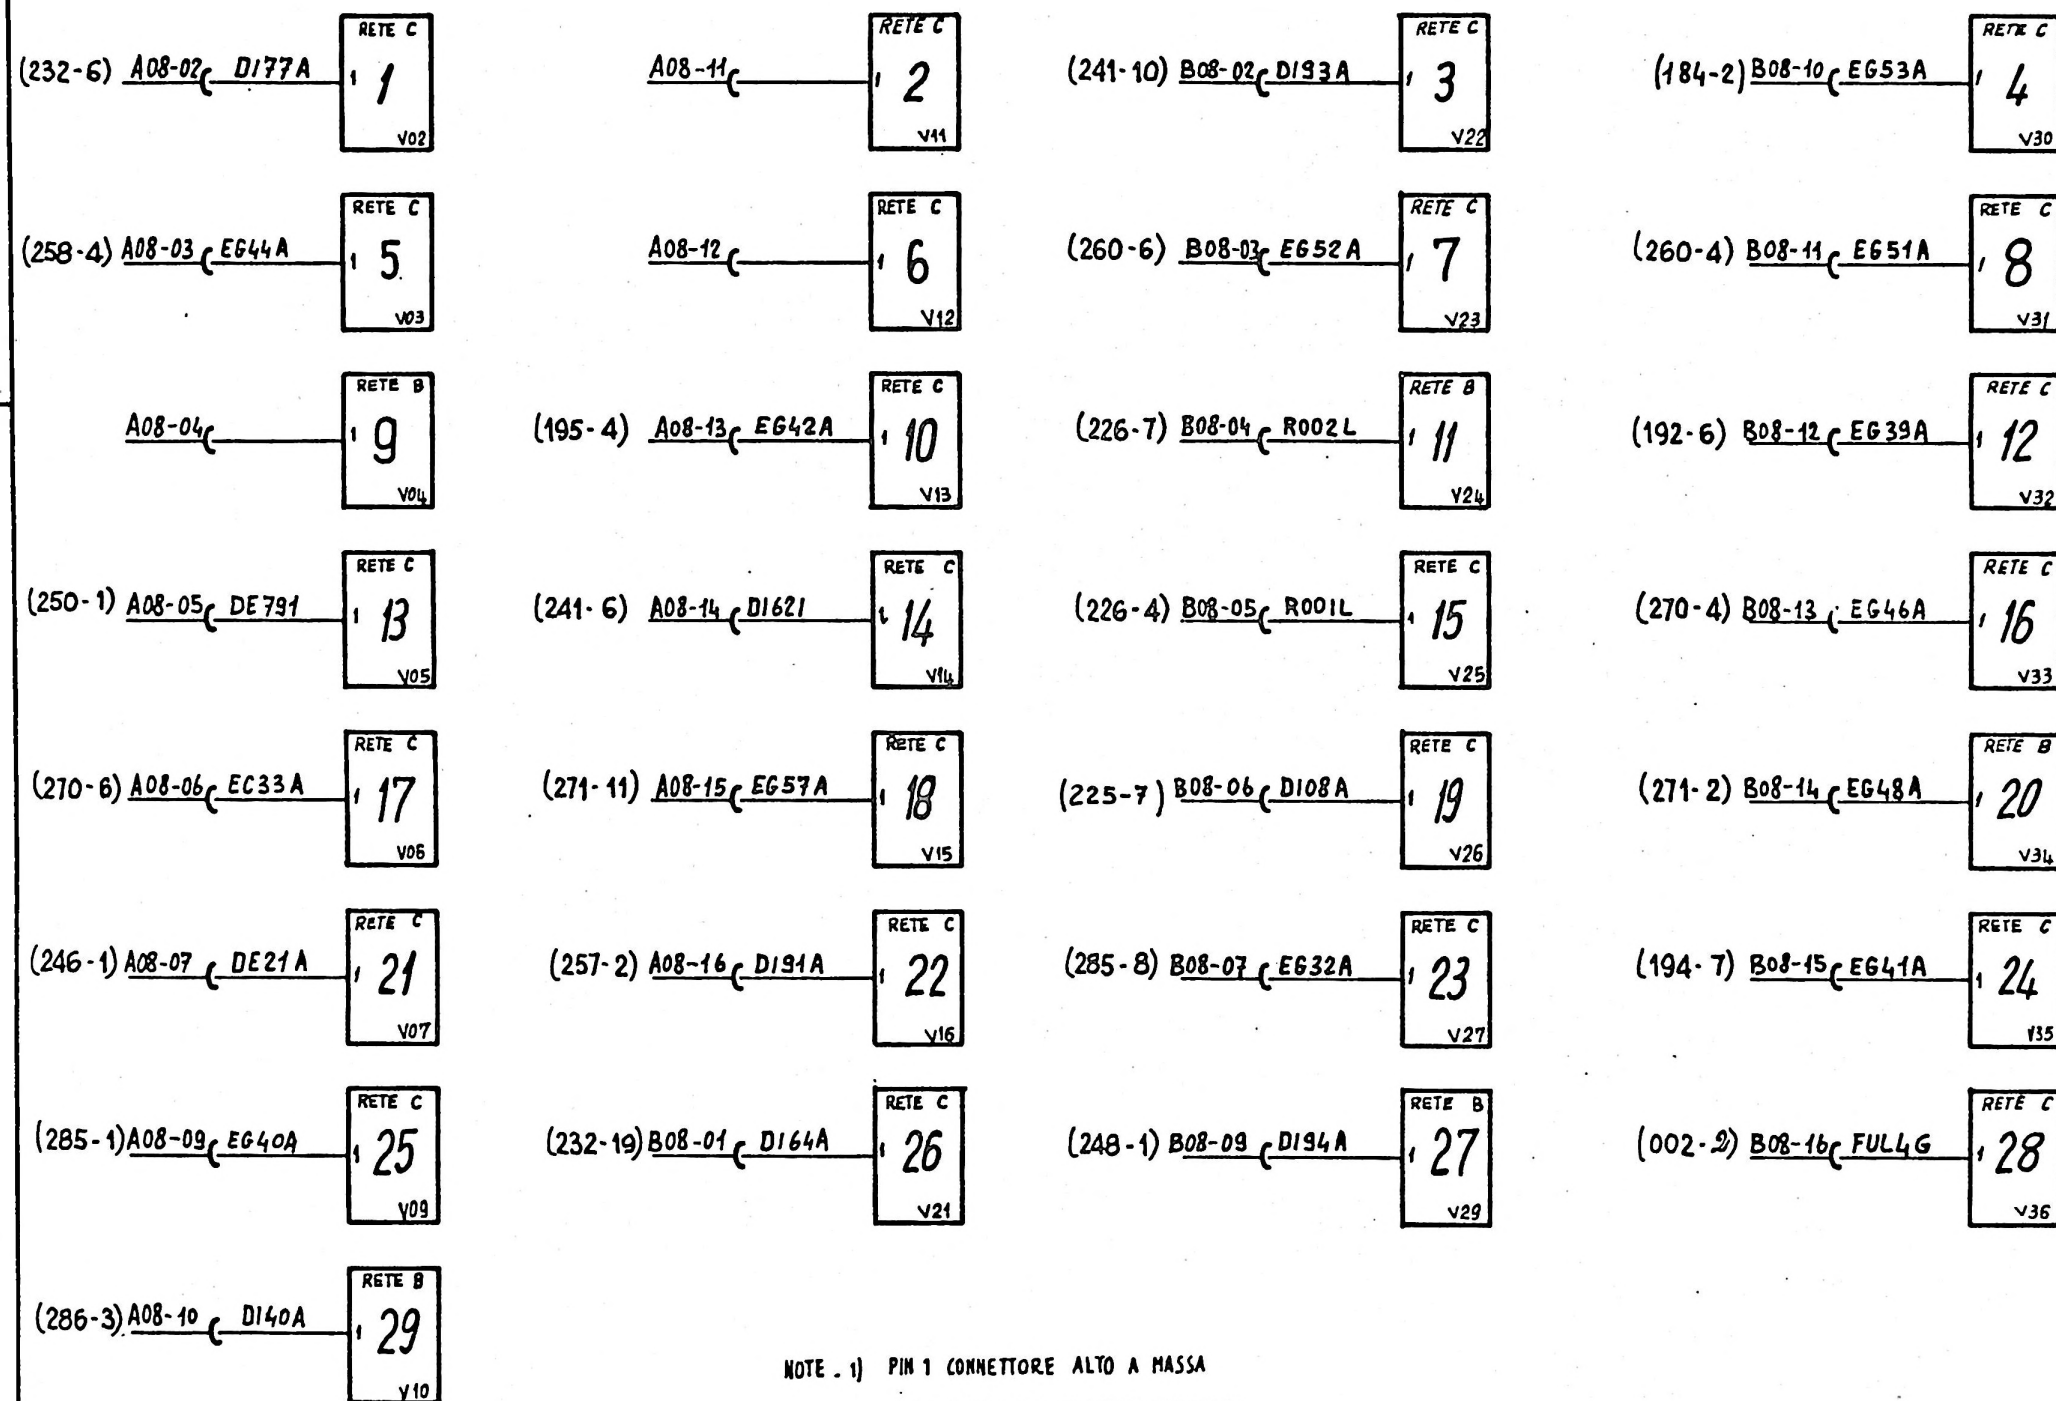 RETE C
(232-6) A08-02 D177A 1 1
V02
RETE C
A08-11 1 2
V11
RETE C
(241-10) B08-02 D193A 1 3
V22
RETE C
(184-2) B08-10 EG53A 1 4
V30
RETE C
(258-4) A08-03 EG44A 1 5
V03
RETE C
A08-12 1 6
V12
RETE C
(260-6) B08-03 EG52A 1 7
V23
RETE C
(260-4) B08-11 EG51A 1 8
V31
RETE B
A08-04 1 9
V04
RETE C
(195-4) A08-13 EG42A 1 10
V13
RETE B
(226-7) B08-04 R002L 1 11
V24
RETE C
(192-6) B08-12 EG39A 1 12
V32
RETE C
(250-1) A08-05 DE791 1 13
V05
RETE C
(241-6) A08-14 D162I 1 14
V14
RETE C
(226-4) B08-05 R001L 1 15
V25
RETE C
(270-4) B08-13 EG46A 1 16
V33
RETE C
(270-6) A08-06 EC33A 1 17
V06
RETE C
(271-11) A08-15 EG57A 1 18
V15
RETE C
(225-7) B08-06 D108A 1 19
V26
RETE B
(271-2) B08-14 EG48A 1 20
V34
RETE C
(246-1) A08-07 DE21A 1 21
V07
RETE C
(257-2) A08-16 D191A 1 22
V16
RETE C
(285-8) B08-07 EG32A 1 23
V27
RETE C
(194-7) B08-15 EG41A 1 24
V35
RETE C
(285-1) A08-09 EG40A 1 25
V09
RETE C
(232-19) B08-01 D164A 1 26
V21
RETE B
(248-1) B08-09 D194A 1 27
V29
RETE C
(002-2) B08-16 FUL4G 1 28
V36
RETE B
(286-3) A08-10 D140A 1 29
V10
NOTE . 1) PIN 1 CONNETTORE ALTO A MASSA